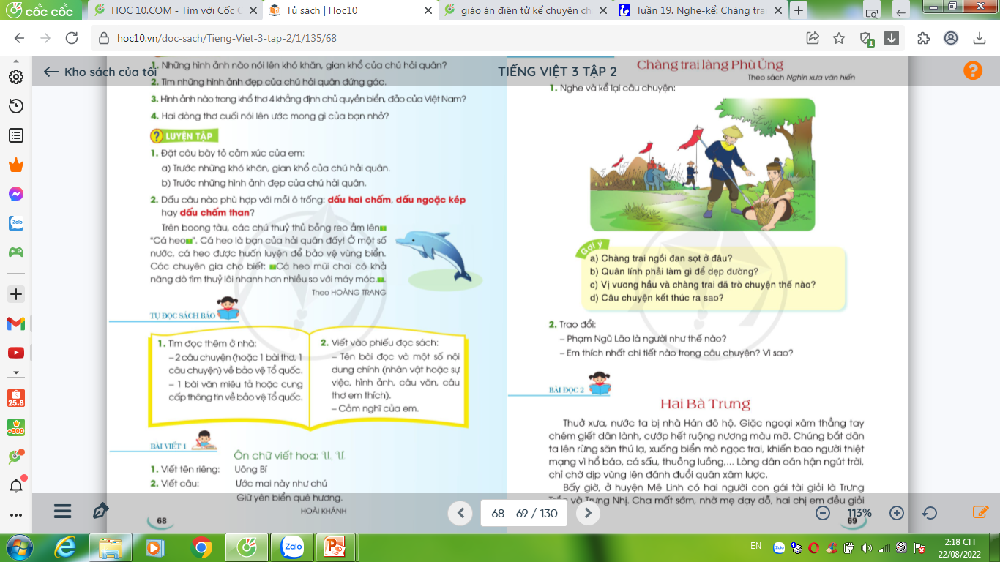 cốc cốc
HỌC 10.COM - Tìm với Cốc C
Tủ sách | Hoc10
giáo án điện tử kể chuyện ch
Tuần 19. Nghe-kể: Chàng trai
hoc10.vn/doc-sach/Tieng-Viet-3-tap-2/1/135/68
Kho sách của tôi
TIẾNG VIỆT 3 TẬP 2
1. Những hình ảnh nào nói lên khó khăn, gian khổ của chú hải quân?
2. Tìm những hình ảnh đẹp của chú hải quân đứng gác.
3. Hình ảnh nào trong khổ thơ 4 khẳng định chủ quyền biển, đảo của Việt Nam?
4. Hai dòng thơ cuối nói lên ước mong gì của bạn nhỏ?
? LUYỆN TẬP
1. Đặt câu bày tỏ cảm xúc của em:
a) Trước những khó khăn, gian khổ của chú hải quân.
b) Trước những hình ảnh đẹp của chú hải quân.
2. Dấu câu nào phù hợp với mỗi ô trống: dấu hai chấm, dấu ngoặc kép
hay dấu chấm than?
Trên boong tàu, các chú thuỷ thủ bỗng reo ầm lên
“Cá heo ”. Cá heo là bạn của hải quân đấy! Ở một số
nước, cá heo được huấn luyện để bảo vệ vùng biển.
Các chuyên gia cho biết: Cá heo mũi chai có khả
năng dò tìm thuỷ lôi nhanh hơn nhiều so với máy móc. .
Theo HOÀNG TRANG
TỰ ĐỌC SÁCH BÁO
1. Tìm đọc thêm ở nhà:
– 2 câu chuyện (hoặc 1 bài thơ, 1
câu chuyện) về bảo vệ Tổ quốc.
– 1 bài văn miêu tả hoặc cung
cấp thông tin về bảo vệ Tổ quốc.
2. Viết vào phiếu đọc sách:
– Tên bài đọc và một số nội
dung chính (nhân vật hoặc sự
việc, hình ảnh, câu văn, câu
thơ em thích).
– Cảm nghĩ của em.
BÀI VIẾT 1
Ôn chữ viết hoa: U, Ư
1. Viết tên riêng: Uông Bí
2. Viết câu: Ước mai này như chú
Giữ yên biển quê hương.
HOÀI KHÁNH
68
Chàng trai làng Phù Ủng
Theo sách Nghìn xưa văn hiến
1. Nghe và kể lại câu chuyện:
Gợi ý
a) Chàng trai ngồi đan sọt ở đâu?
b) Quân lính phải làm gì để dẹp đường?
c) Vị vương hầu và chàng trai đã trò chuyện thế nào?
d) Câu chuyện kết thúc ra sao?
2. Trao đổi:
– Phạm Ngũ Lão là người như thế nào?
– Em thích nhất chi tiết nào trong câu chuyện? Vì sao?
BÀI ĐỌC 2
Hai Bà Trưng
Thuở xưa, nước ta bị nhà Hán đô hộ. Giặc ngoại xâm thẳng tay
chém giết dân lành, cướp hết ruộng nương màu mỡ. Chúng bắt dân
ta lên rừng săn thú lạ, xuống biển mò ngọc trai, khiến bao người thiệt
mạng vì hổ báo, cá sấu, thuồng luồng,... Lòng dân oán hận ngút trời,
chỉ chờ dịp vùng lên đánh đuổi quân xâm lược.
Bấy giờ, ở huyện Mê Linh có hai người con gái tài giỏi là Trưng
Trắc và Trưng Nhị. Cha mất sớm, nhờ mẹ dạy dỗ, hai chị em đều giỏi
69
68 - 69 / 130
113%
1
Zalo
25.8
+500
Zalo
EN
Zalo
2:18 CH
22/08/2022